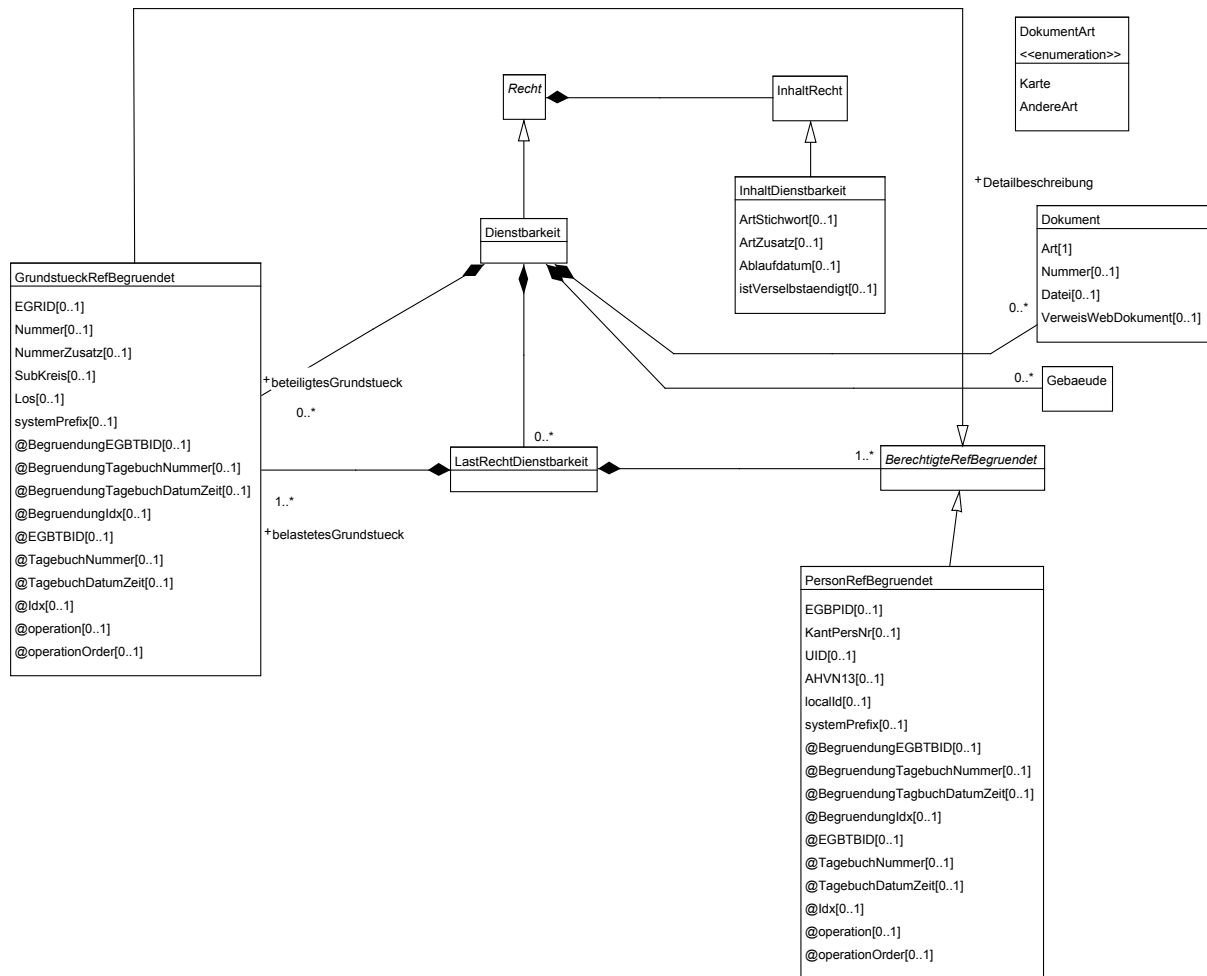 DokumentArt
<<enumeration>>
Karte
AndereArt
Recht
InhaltRecht
InhaltDienstbarkeit
ArtStichwort[0..1]
ArtZusatz[0..1]
Ablaufdatum[0..1]
istVerselbstaendigt[0..1]
+Detailbeschreibung
Dokument
Art[1]
Nummer[0..1]
Datei[0..1]
VerweisWebDokument[0..1]
0..*
Dienstbarkeit
GrundstueckRefBegruendet
EGRID[0..1]
Nummer[0..1]
NummerZusatz[0..1]
SubKreis[0..1]
Los[0..1]
systemPrefix[0..1]
@BegruendungEGBTBID[0..1]
@BegruendungTagebuchNummer[0..1]
@BegruendungTagebuchDatumZeit[0..1]
@BegruendungIdx[0..1]
@EGBTBID[0..1]
@TagebuchNummer[0..1]
@TagebuchDatumZeit[0..1]
@Idx[0..1]
@operation[0..1]
@operationOrder[0..1]
+beteiligtesGrundstueck
0..*
0..*
Gebaeude
0..*
LastRechtDienstbarkeit
1..*
BerechtigteRefBegruendet
1..*
+belastetesGrundstueck
PersonRefBegruendet
EGBPID[0..1]
KantPersNr[0..1]
UID[0..1]
AHVN13[0..1]
localId[0..1]
systemPrefix[0..1]
@BegruendungEGBTBID[0..1]
@BegruendungTagebuchNummer[0..1]
@BegruendungTagbuchDatumZeit[0..1]
@BegruendungIdx[0..1]
@EGBTBID[0..1]
@TagebuchNummer[0..1]
@TagebuchDatumZeit[0..1]
@Idx[0..1]
@operation[0..1]
@operationOrder[0..1]